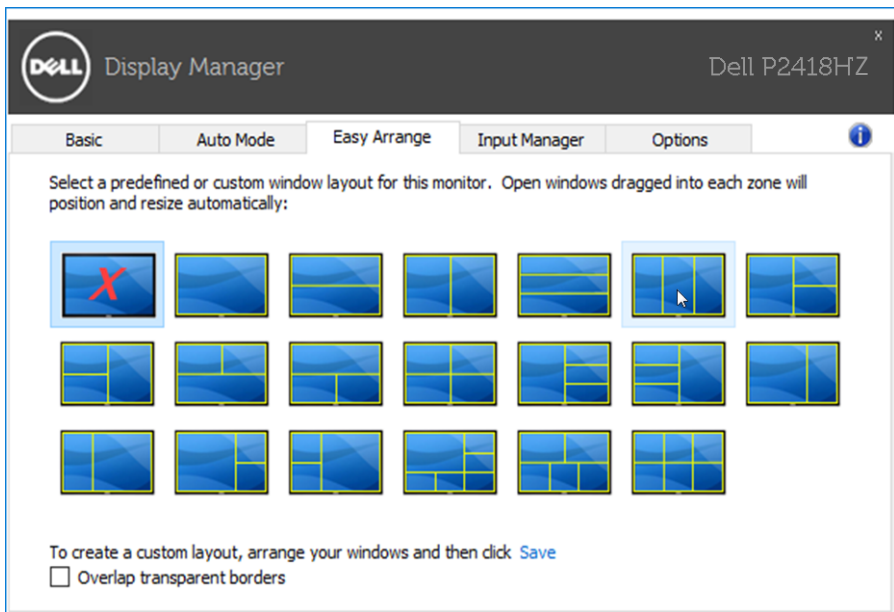 X
DELL Display Manager
Dell P2418HZ
Basic Auto Mode Easy Arrange Input Manager Options
Select a predefined or custom window layout for this monitor. Open windows dragged into each zone will
position and resize automatically:
To create a custom layout, arrange your windows and then click Save
Overlap transparent borders